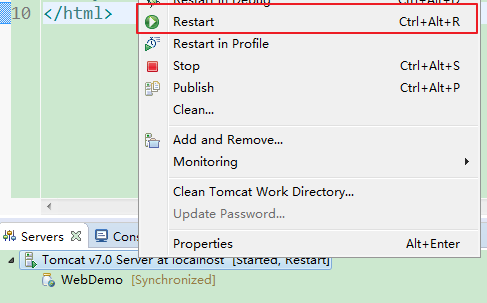 Restart in Debug Ctrl+Alt+D
10 </html>
Restart Ctrl+Alt+R
Restart in Profile
Stop Ctrl+Alt+S
Publish Ctrl+Alt+P
Clean...
Add and Remove...
Monitoring
Clean Tomcat Work Directory...
Update Password...
Properties Alt+Enter
Servers Cons
Tomcat v7.0 Server at localhost [Started, Restart]
WebDemo [Synchronized]